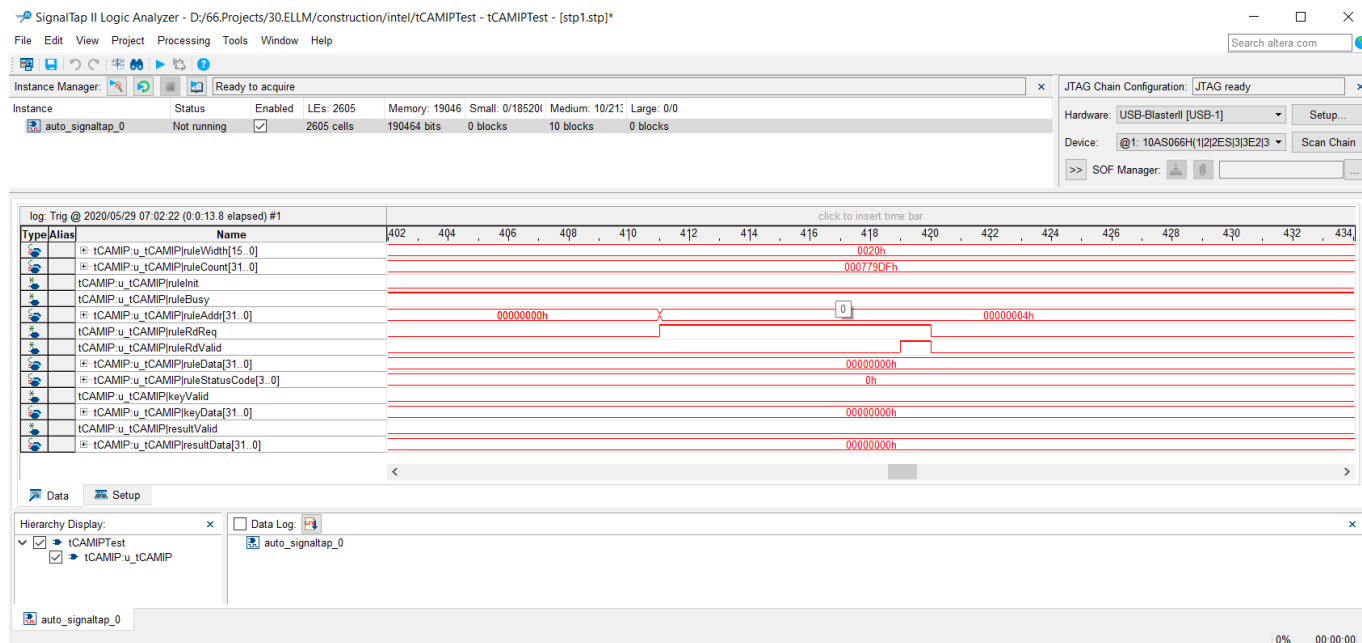 SignalTap II Logic Analyzer - D:/66.Projects/30.ELLM/construction/intel/tCAMIPTest - tCAMIPTest - [stp1.stp]*
File Edit View Project Processing Tools Window Help
Search altera.com
Instance Manager: Ready to acquire
JTAG Chain Configuration: JTAG ready
Instance Status Enabled LEs: 2605 Memory: 19046 Small: 0/18520( Medium: 10/21: Large: 0/0
auto_signaltap_0 Not running 2605 cells 190464 bits 0 blocks 10 blocks 0 blocks
Hardware: USB-BlasterII [USB-1] Setup...
Device: @1: 10AS066H(1|2|2ES|3|3E2|3 Scan Chain
>> SOF Manager: ...
log: Trig @ 2020/05/29 07:02:22 (0:0:13.8 elapsed) #1 click to insert time bar
Type Alias Name 402 404 406 408 410 412 414 416 418 420 422 424 426 428 430 432 434
tCAMIP:u_tCAMIP|ruleWidth[15..0] 0020h
tCAMIP:u_tCAMIP|ruleCount[31..0] 000779DFh
tCAMIP:u_tCAMIP|ruleInit
tCAMIP:u_tCAMIP|ruleBusy
tCAMIP:u_tCAMIP|ruleAddr[31..0] 00000000h 0 00000004h
tCAMIP:u_tCAMIP|ruleRdReq
tCAMIP:u_tCAMIP|ruleRdValid
tCAMIP:u_tCAMIP|ruleData[31..0] 00000000h
tCAMIP:u_tCAMIP|ruleStatusCode[3..0] 0h
tCAMIP:u_tCAMIP|keyValid
tCAMIP:u_tCAMIP|keyData[31..0] 00000000h
tCAMIP:u_tCAMIP|resultValid
tCAMIP:u_tCAMIP|resultData[31..0] 00000000h
Data Setup
Hierarchy Display: Data Log:
tCAMIPTest auto_signaltap_0
tCAMIP:u_tCAMIP
auto_signaltap_0
0% 00:00:00